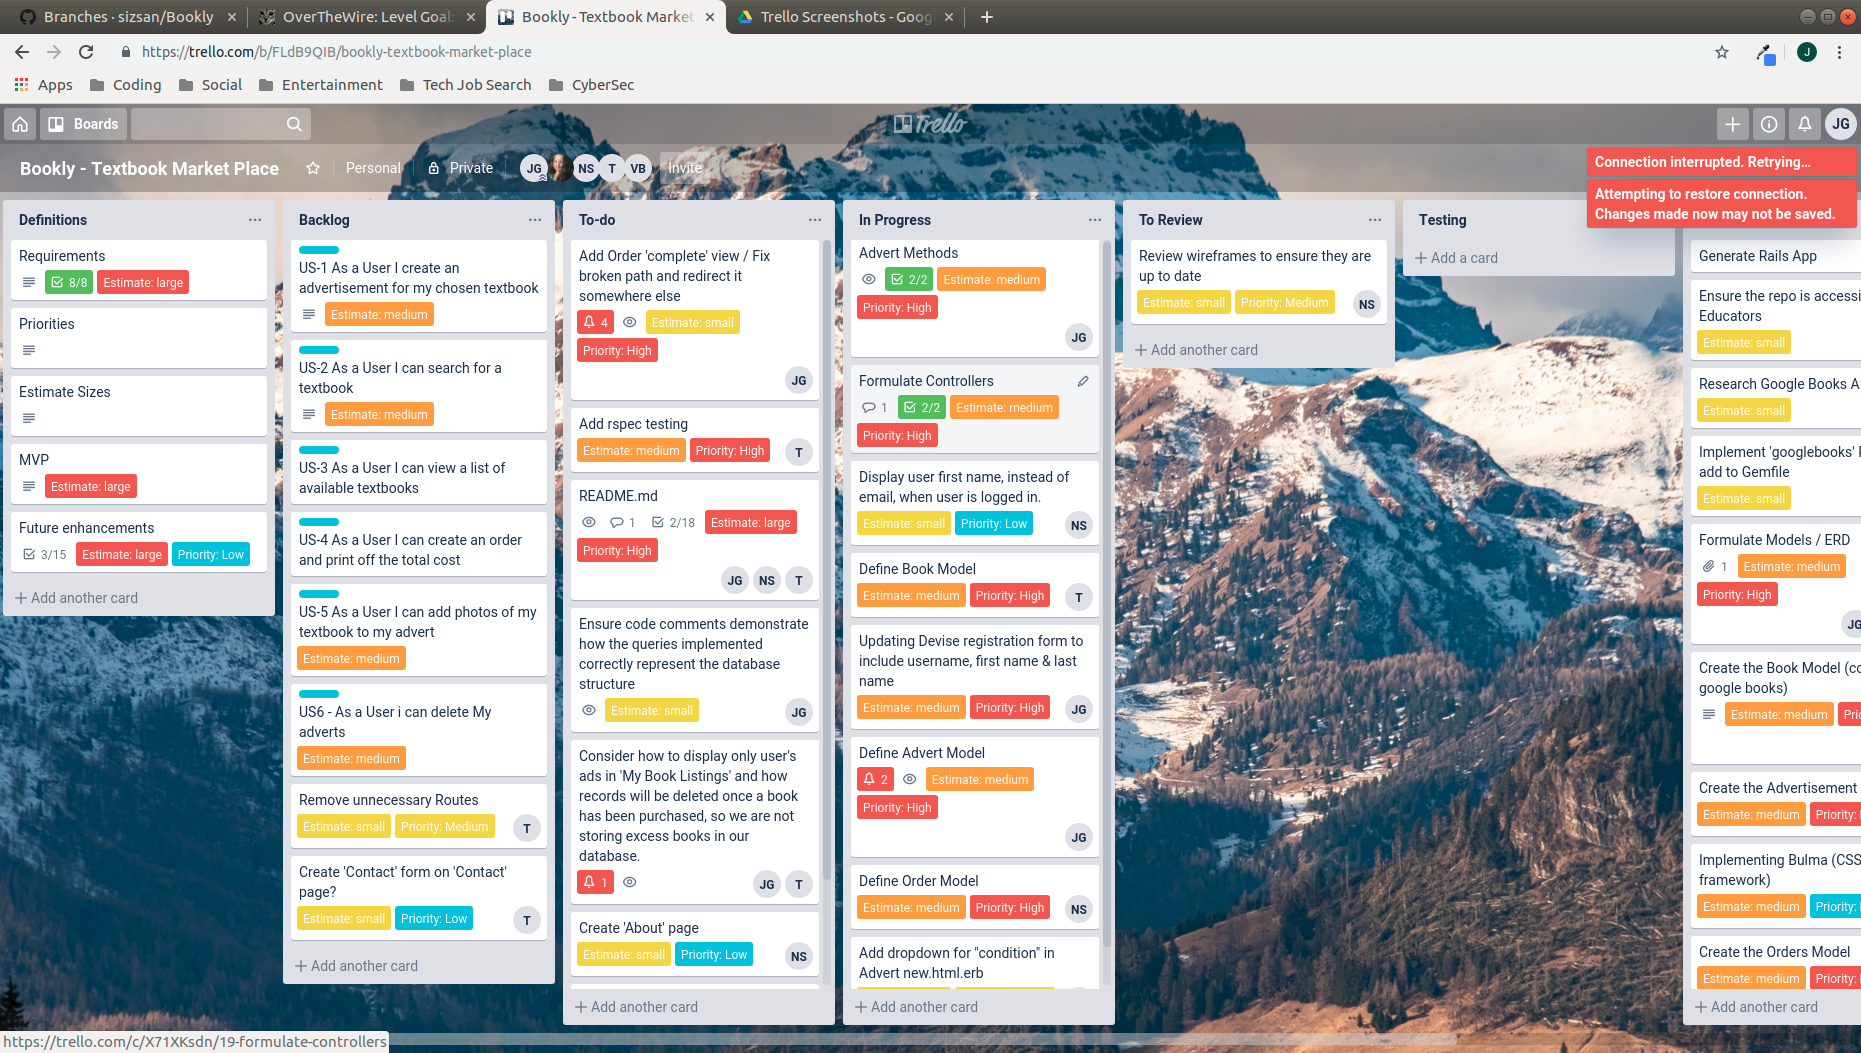 Branches · sizsan/Bookly
OverTheWire: Level Goal:
Bookly - Textbook Market
Trello Screenshots - Goog
https://trello.com/b/FLdB9QIB/bookly-textbook-market-place
J
Apps
Coding
Social
Entertainment
Tech Job Search
CyberSec
Boards
Trello
JG
Bookly - Textbook Market Place
Personal
Private
JG
NS
T
VB
Invite
Connection interrupted. Retrying...
Attempting to restore connection.
Changes made now may not be saved.
Definitions
Requirements
8/8 Estimate: large
Priorities
Estimate Sizes
MVP
Estimate: large
Future enhancements
3/15 Estimate: large Priority: Low
+ Add another card
Backlog
US-1 As a User I create an
advertisement for my chosen textbook
Estimate: medium
US-2 As a User I can search for a
textbook
Estimate: medium
US-3 As a User I can view a list of
available textbooks
US-4 As a User I can create an order
and print off the total cost
US-5 As a User I can add photos of my
textbook to my advert
Estimate: medium
US6 - As a User i can delete My
adverts
Estimate: medium
Remove unnecessary Routes
Estimate: small Priority: Medium
T
Create 'Contact' form on 'Contact'
page?
Estimate: small Priority: Low
T
+ Add another card
To-do
Add Order 'complete' view / Fix
broken path and redirect it
somewhere else
4 Estimate: small
Priority: High
JG
Add rspec testing
Estimate: medium Priority: High
T
README.md
1 2/18 Estimate: large
Priority: High
JG NS T
Ensure code comments demonstrate
how the queries implemented
correctly represent the database
structure
Estimate: small
JG
Consider how to display only user's
ads in 'My Book Listings' and how
records will be deleted once a book
has been purchased, so we are not
storing excess books in our
database.
1
JG T
Create 'About' page
Estimate: small Priority: Low
NS
+ Add another card
In Progress
Advert Methods
2/2 Estimate: medium
Priority: High
JG
Formulate Controllers
1 2/2 Estimate: medium
Priority: High
Display user first name, instead of
email, when user is logged in.
Estimate: small Priority: Low
NS
Define Book Model
Estimate: medium Priority: High
T
Updating Devise registration form to
include username, first name & last
name
Estimate: medium Priority: High
JG
Define Advert Model
2 Estimate: medium
Priority: High
JG
Define Order Model
Estimate: medium Priority: High
NS
Add dropdown for "condition" in
Advert new.html.erb
+ Add another card
To Review
Review wireframes to ensure they are
up to date
Estimate: small Priority: Medium
NS
+ Add another card
Testing
+ Add a card
Generate Rails App
Ensure the repo is accessi
Educators
Estimate: small
Research Google Books A
Estimate: small
Implement 'googlebooks'
add to Gemfile
Estimate: small
Formulate Models / ERD
1 Estimate: medium
Priority: High
JG
Create the Book Model (co
google books)
Estimate: medium Pri
Create the Advertisement
Estimate: medium Priority:
Implementing Bulma (CSS
framework)
Estimate: medium Priority:
Create the Orders Model
Estimate: medium Priority:
+ Add another card
https://trello.com/c/X71XKsdn/19-formulate-controllers